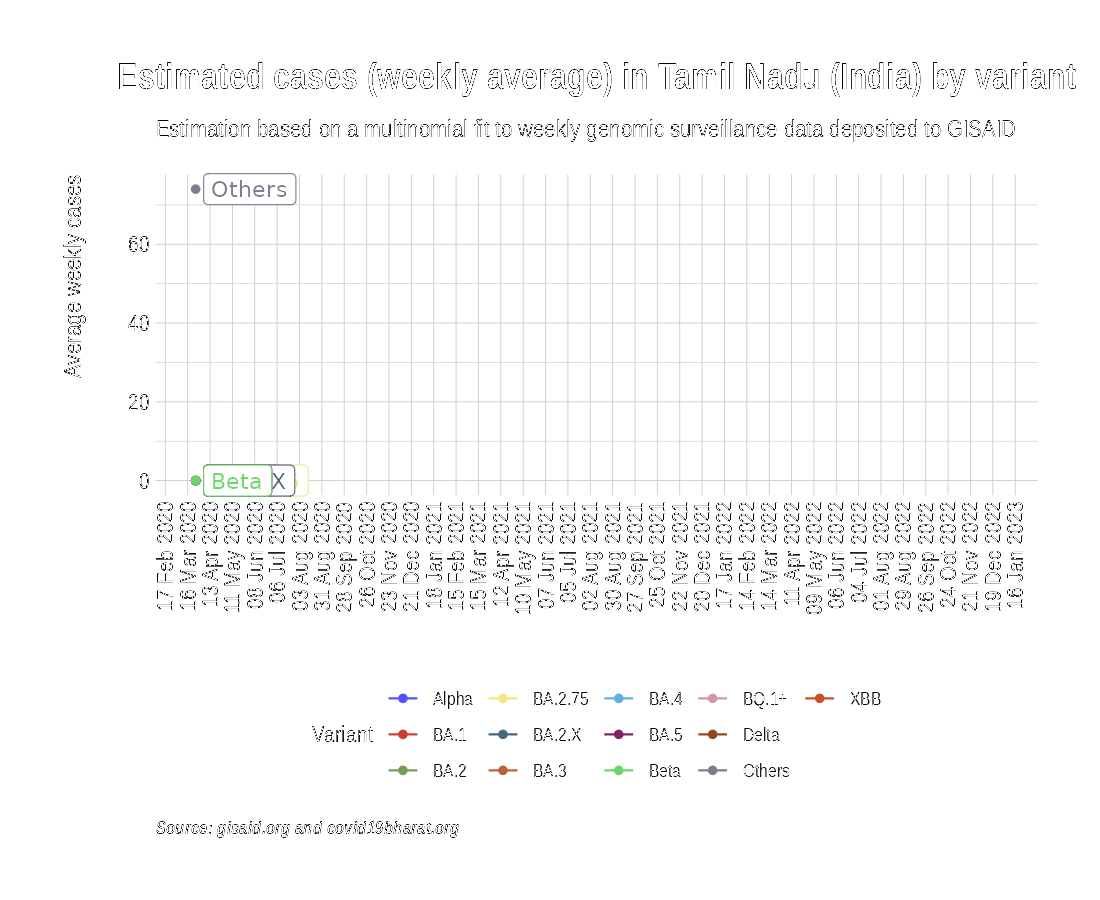 Estimated cases (weekly average) in Tamil Nadu (India) by variant
Estimation based on a multinomial fit to weekly genomic surveillance data deposited to GISAID
Average weekly cases
Others
60
40
20
0
Beta
X
17 Feb 2020
16 Mar 2020
13 Apr 2020
11 May 2020
08 Jun 2020
06 Jul 2020
03 Aug 2020
31 Aug 2020
28 Sep 2020
26 Oct 2020
23 Nov 2020
21 Dec 2020
18 Jan 2021
15 Feb 2021
15 Mar 2021
12 Apr 2021
10 May 2021
07 Jun 2021
05 Jul 2021
02 Aug 2021
30 Aug 2021
27 Sep 2021
25 Oct 2021
22 Nov 2021
20 Dec 2021
17 Jan 2022
14 Feb 2022
14 Mar 2022
11 Apr 2022
09 May 2022
06 Jun 2022
04 Jul 2022
01 Aug 2022
29 Aug 2022
26 Sep 2022
24 Oct 2022
21 Nov 2022
19 Dec 2022
16 Jan 2023
Variant
Alpha
BA.1
BA.2
BA.2.75
BA.2.X
BA.3
BA.4
BA.5
Beta
BQ.1+
Delta
Others
XBB
Source: gisaid.org and covid19bharat.org